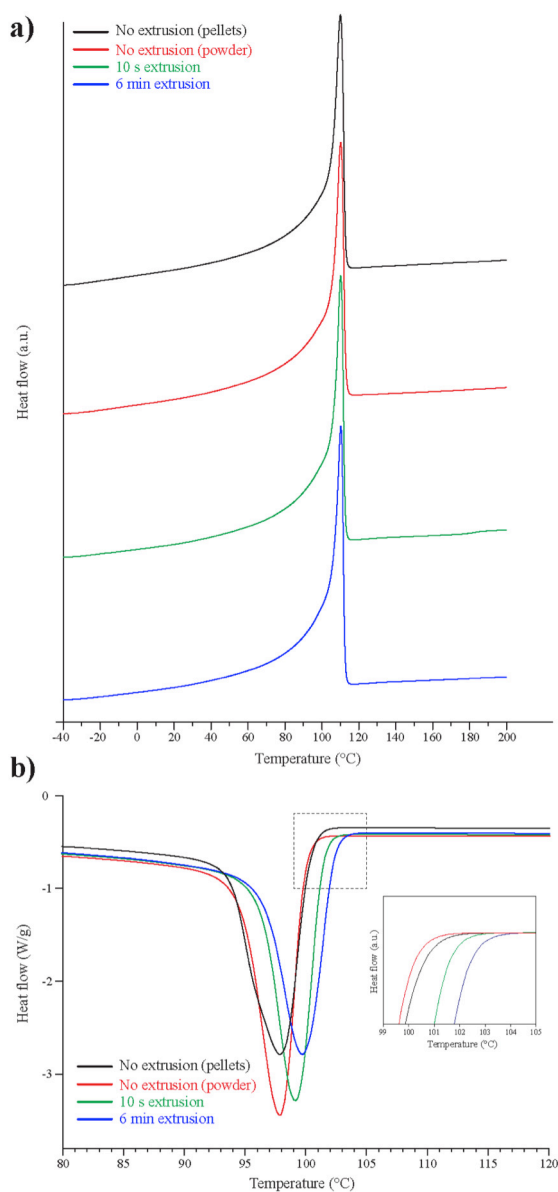 a)
No extrusion (pellets)
No extrusion (powder)
10 s extrusion
6 min extrusion
Heat flow (a.u.)
-40 -20 0 20 40 60 80 100 120 140 160 180 200
Temperature (°C)
b)
0
-1
-2
-3
Heat flow (W/g)
Heat flow (a.u.)
99 100 101 102 103 104 105
Temperature (°C)
No extrusion (pellets)
No extrusion (powder)
10 s extrusion
6 min extrusion
80 85 90 95 100 105 110 115 120
Temperature (°C)